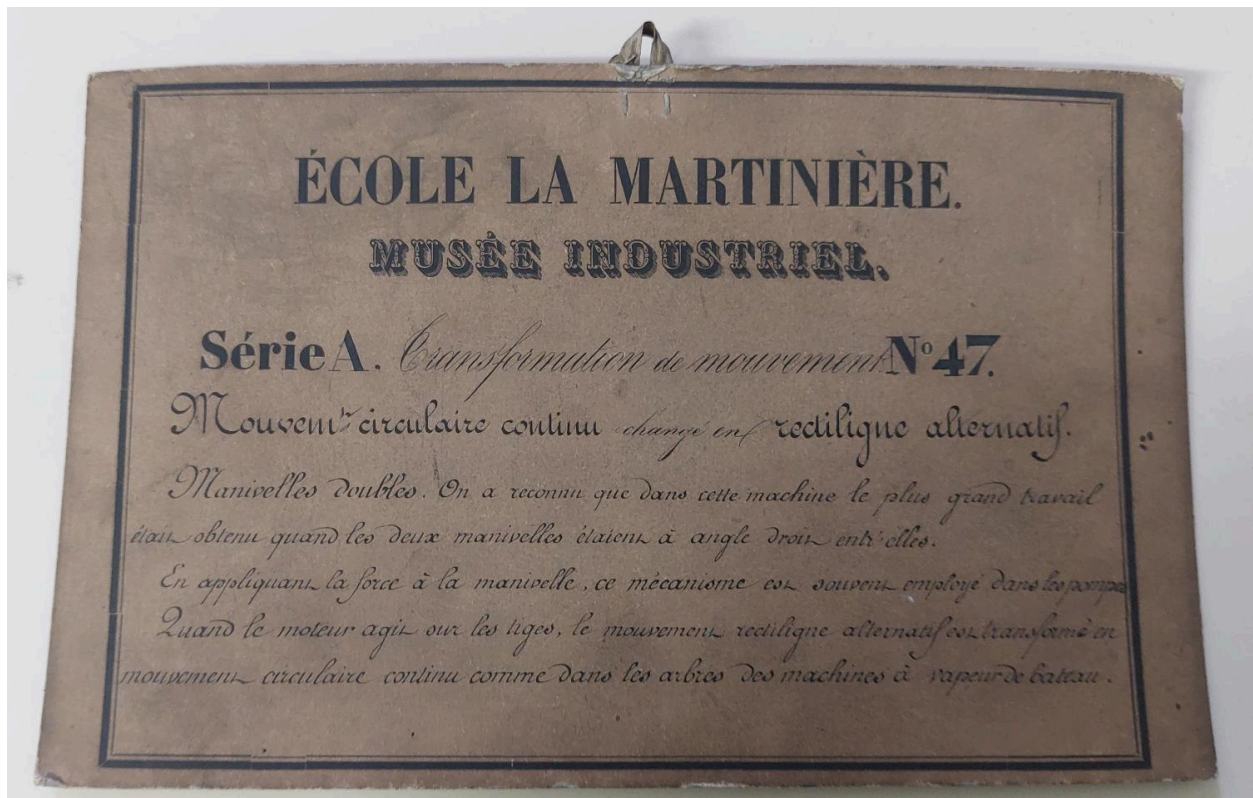 ÉCOLE LA MARTINIÈRE.
MUSÉE INDUSTRIEL.
Série A. Transformation de mouvement No 47.
Mouvemt circulaire continu changé en rectiligne alternatif.
Manivelles doubles. On a reconnu que dans cette machine le plus grand travail
était obtenu quand les deux manivelles étaient à angle droit entr'elles.
En appliquant la force à la manivelle, ce mécanisme est souvent employé dans les pompes
Quand le moteur agit sur les tiges, le mouvement rectiligne alternatif est transformé en
mouvement circulaire continu comme dans les arbres des machines à vapeur de bateau.